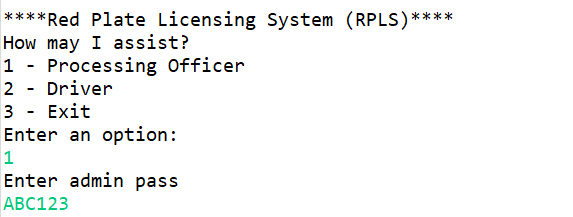 ****Red Plate Licensing System (RPLS)****
How may I assist?
1 - Processing Officer
2 - Driver
3 - Exit
Enter an option:
1
Enter admin pass
ABC123